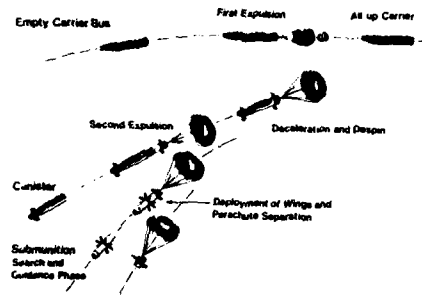 First Expulsion
All up Carrier
Empty Carrier Bus
Second Expulsion
Deceleration and Despin
Canister
Deployment of Wings and
Parachute Separation
Submunition
Search and
Guidance Phase